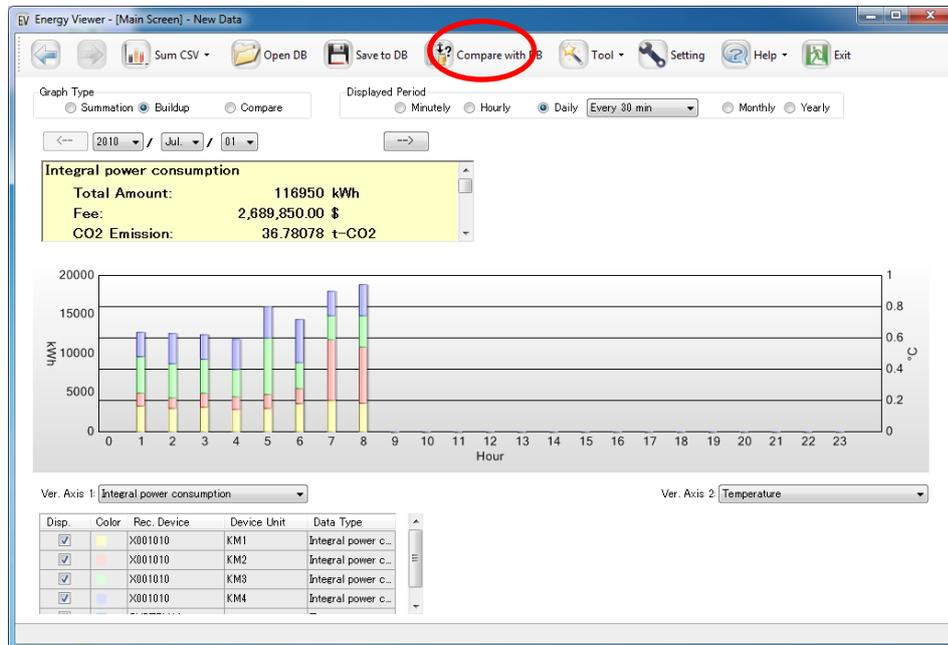 EV Energy Viewer - [Main Screen] - New Data
Sum CSV Open DB Save to DB Compare with DB Tool Setting Help Exit
Graph Type Displayed Period
Summation Buildup Compare Minutely Hourly Daily Every 30 min Monthly Yearly
<-- 2010 / Jul. / 01 -->
Integral power consumption
Total Amount: 116950 kWh
Fee: 2,689,850.00 $
CO2 Emission: 36.78078 t-CO2
20000 1
15000 0.8
0.6
10000
0.4
5000
0.2
0 0
kWh
°C
0 1 2 3 4 5 6 7 8 9 10 11 12 13 14 15 16 17 18 19 20 21 22 23
Hour
Ver. Axis 1: Integral power consumption Ver. Axis 2: Temperature
Disp. Color Rec. Device Device Unit Data Type
X001010 KM1 Integral power c...
X001010 KM2 Integral power c...
X001010 KM3 Integral power c...
X001010 KM4 Integral power c...